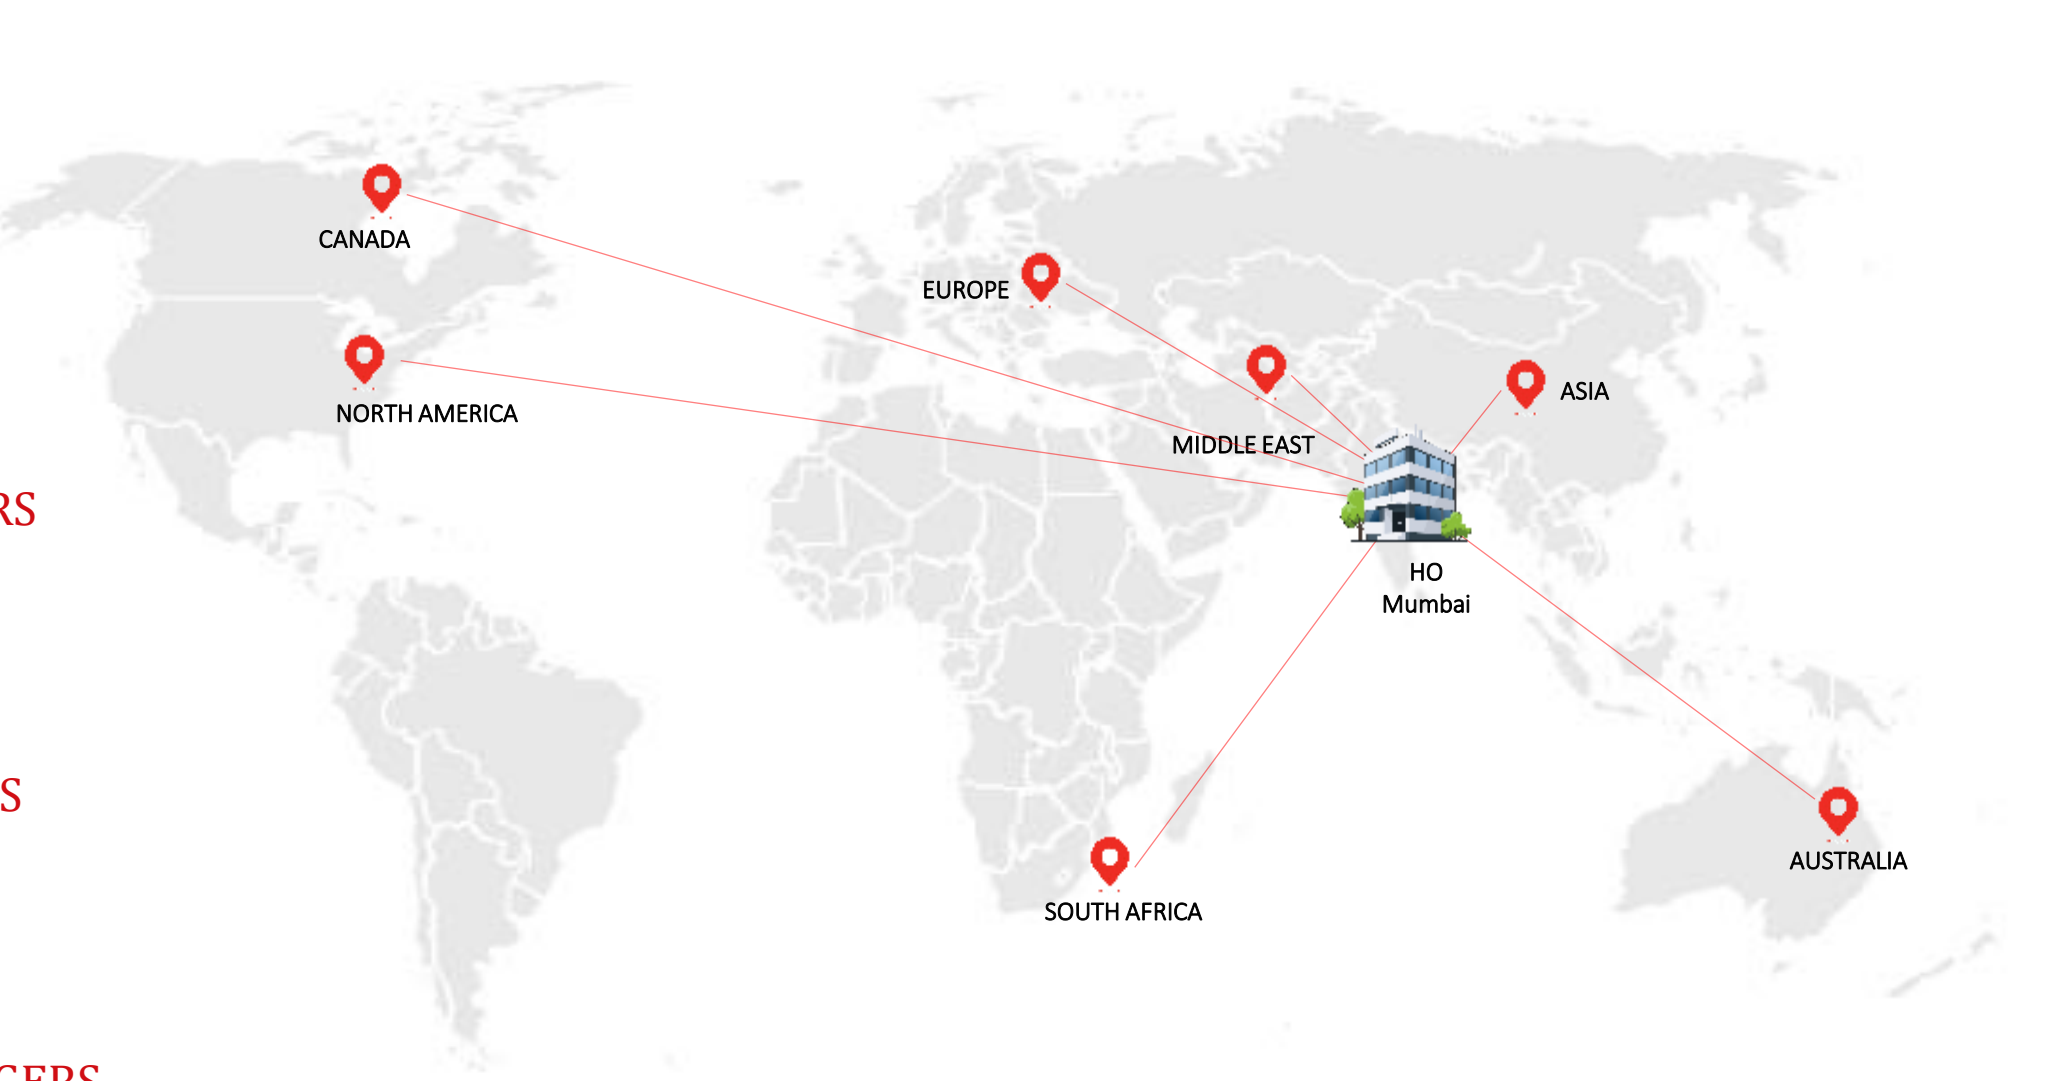 CANADA
EUROPE
ASIA
NORTH AMERICA
MIDDLE EAST
RS
HO
Mumbai
S
AUSTRALIA
SOUTH AFRICA